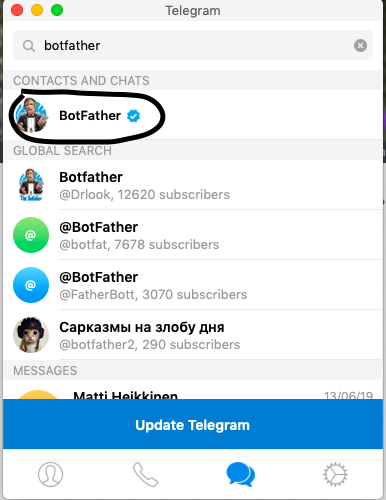 Telegram
botfather
CONTACTS AND CHATS
BotFather
GLOBAL SEARCH
Botfather
@Drlook, 12620 subscribers
@
@BotFather
@botfat, 7678 subscribers
@
@BotFather
@FatherBott, 3070 subscribers
Сарказмы на злобу дня
@botfather2, 290 subscribers
MESSAGES
Matti Heikkinen 13/06/19
Update Telegram